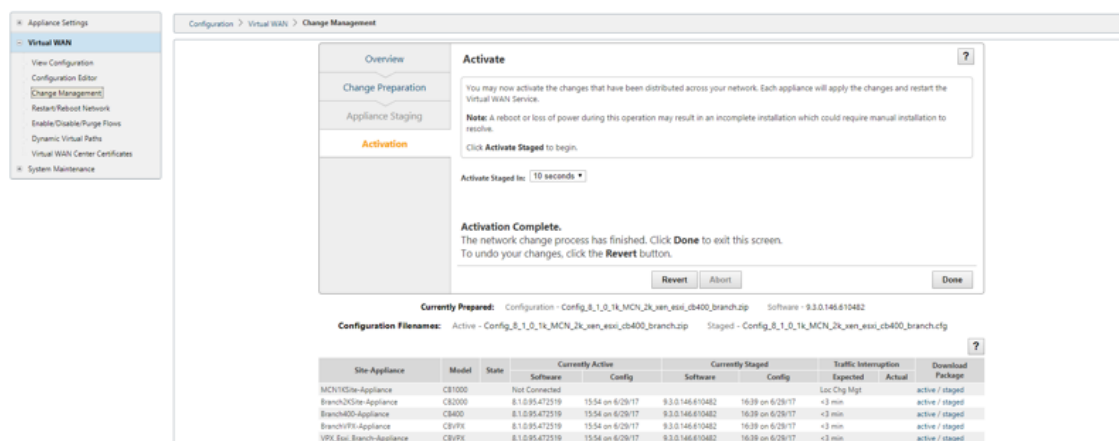 Appliance Settings
Virtual WAN
View Configuration
Configuration Editor
Change Management
Restart/Reboot Network
Enable/Disable/Purge Flows
Dynamic Virtual Paths
Virtual WAN Center Certificates
System Maintenance
Configuration > Virtual WAN > Change Management
Overview
Change Preparation
Appliance Staging
Activation
Activate
?
You may now activate the changes that have been distributed across your network. Each appliance will apply the changes and restart the
Virtual WAN Service.
Note: A reboot or loss of power during this operation may result in an incomplete installation which could require manual installation to
resolve.
Click Activate Staged to begin.
Activate Staged In: 10 seconds
Activation Complete.
The network change process has finished. Click Done to exit this screen.
To undo your changes, click the Revert button.
Revert Abort Done
Currently Prepared: Configuration - Config_8_1_0_1k_MCN_2k_xen_esxi_cb400_branch.zip Software - 9.3.0.146.610482
Configuration Filenames: Active - Config_8_1_0_1k_MCN_2k_xen_esxi_cb400_branch.zip Staged - Config_8_1_0_1k_MCN_2k_xen_esxi_cb400_branch.cfg
?
Site-Appliance Model State Currently Active Currently Staged Traffic Interruption Download Package
Software Config Software Config Expected Actual
MCN1KSite-Appliance CB1000 Not Connected Loc Chg Mgt active / staged
Branch2KSite-Appliance CB2000 8.1.0.95.472519 15:54 on 6/29/17 9.3.0.146.610482 16:39 on 6/29/17 <3 min active / staged
Branch400-Appliance CB400 8.1.0.95.472519 15:54 on 6/29/17 9.3.0.146.610482 16:39 on 6/29/17 <3 min active / staged
BranchVPX-Appliance CBVPX 8.1.0.95.472519 15:54 on 6/29/17 9.3.0.146.610482 16:39 on 6/29/17 <3 min active / staged
VPX_Esxi_Branch-Appliance CBVPX 8.1.0.95.472519 15:54 on 6/29/17 9.3.0.146.610482 16:39 on 6/29/17 <3 min active / staged